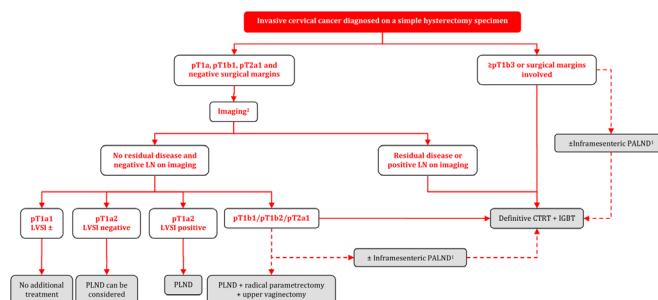 Invasive cervical cancer diagnosed on a simple hysterectomy specimen
pT1a, pT1b1, pT2a1 and
negative surgical margins
≥pT1b3 or surgical margins
involved
Imaging²
±Inframesenteric PALND¹
No residual disease and
negative LN on imaging
Residual disease or
positive LN on imaging
pT1a1
LVSI ±
pT1a2
LVSI negative
pT1a2
LVSI positive
pT1b1/pT1b2/pT2a1
Definitive CTRT + IGBT
± Inframesenteric PALND¹
No additional
treatment
PLND can be
considered
PLND
PLND + radical parametrectomy
+ upper vaginectomy